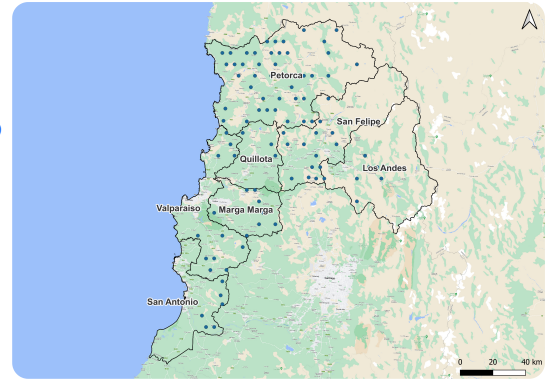 Petorca
San Felipe
Quillota
Los Andes
Valparaíso
Marga Marga
San Antonio
0 20 40 km